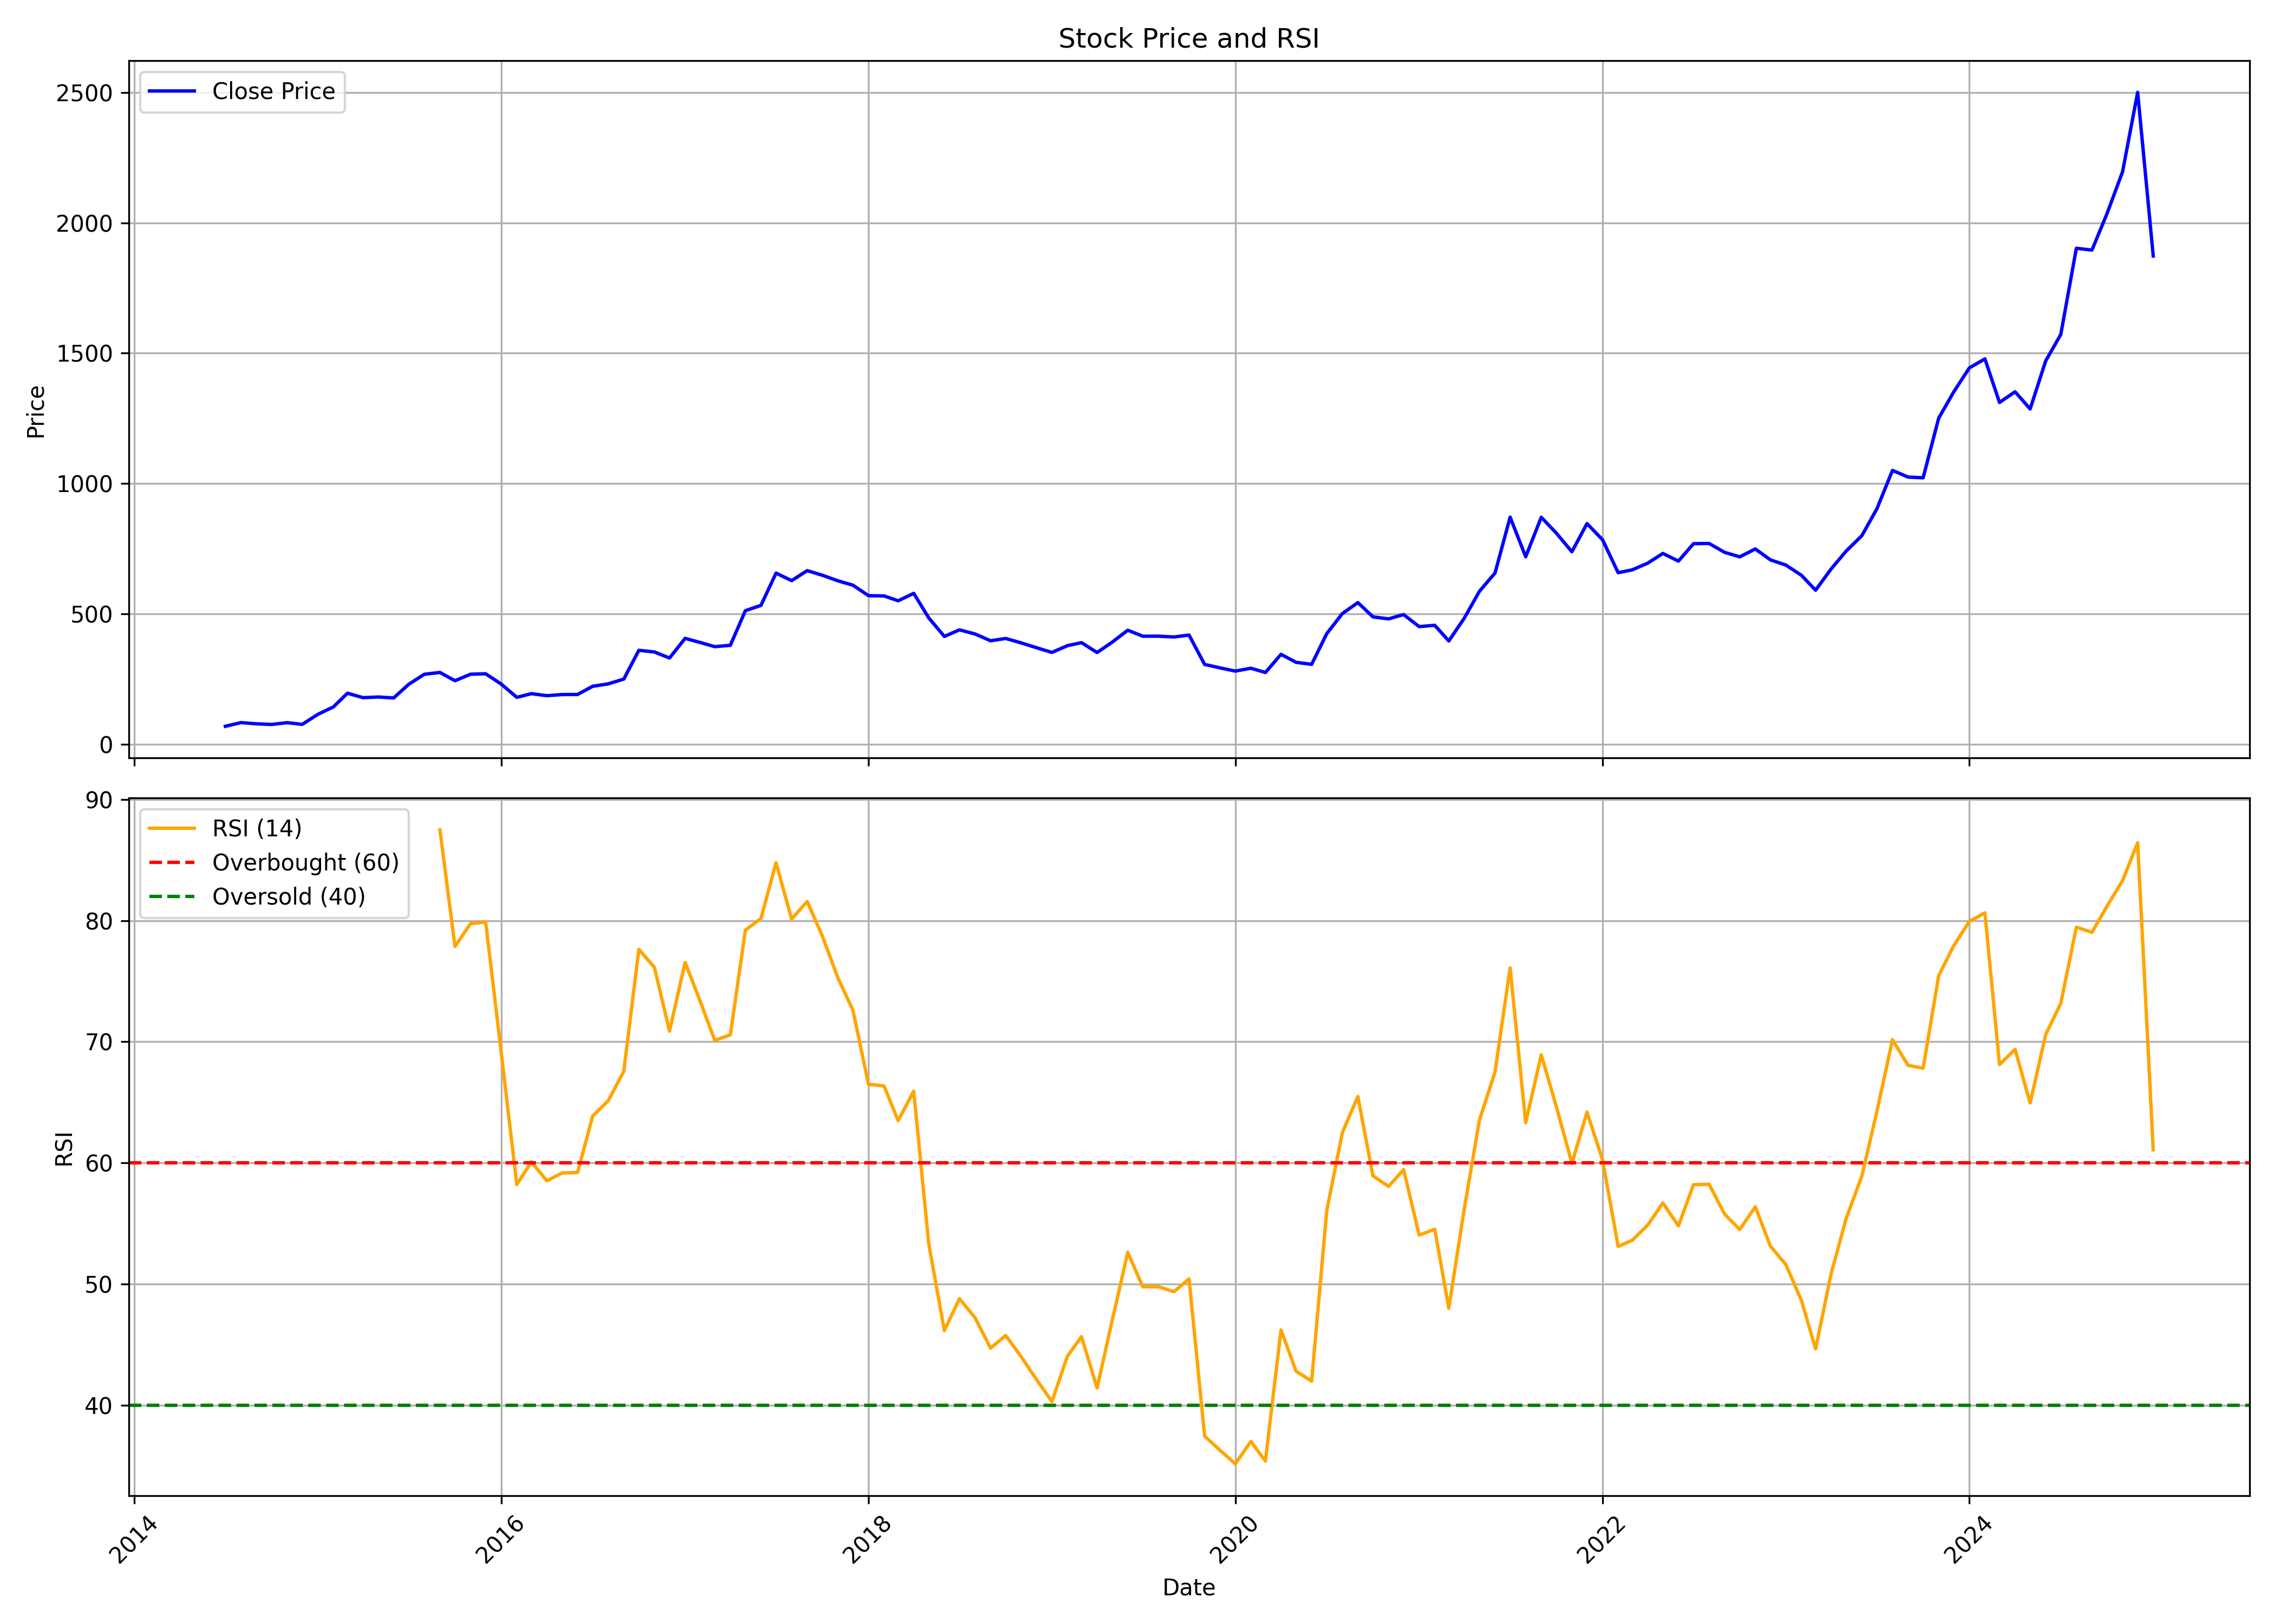 Stock Price and RSI
Close Price
2500
2000
1500
1000
500
0
Price
RSI (14)
Overbought (60)
Oversold (40)
90
80
70
60
50
40
RSI
2014
2016
2018
2020
2022
2024
Date